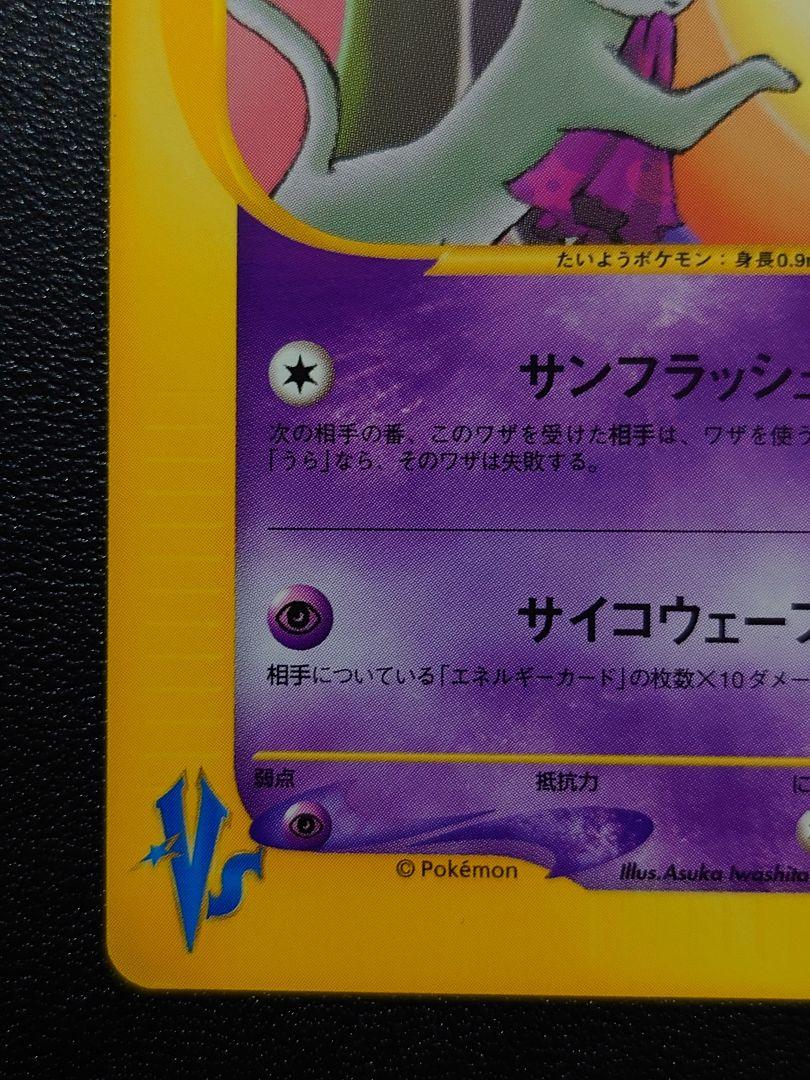 たいようポケモン：身長0.9m
サンフラッシュ
次の相手の番、このワザを受けた相手は、ワザを使う
「うら」なら、そのワザは失敗する。
サイコウェーブ
相手についている「エネルギーカード」の枚数×10ダメー
弱点
抵抗力
に
VS
© Pokémon
Illus. Asuka Iwashita